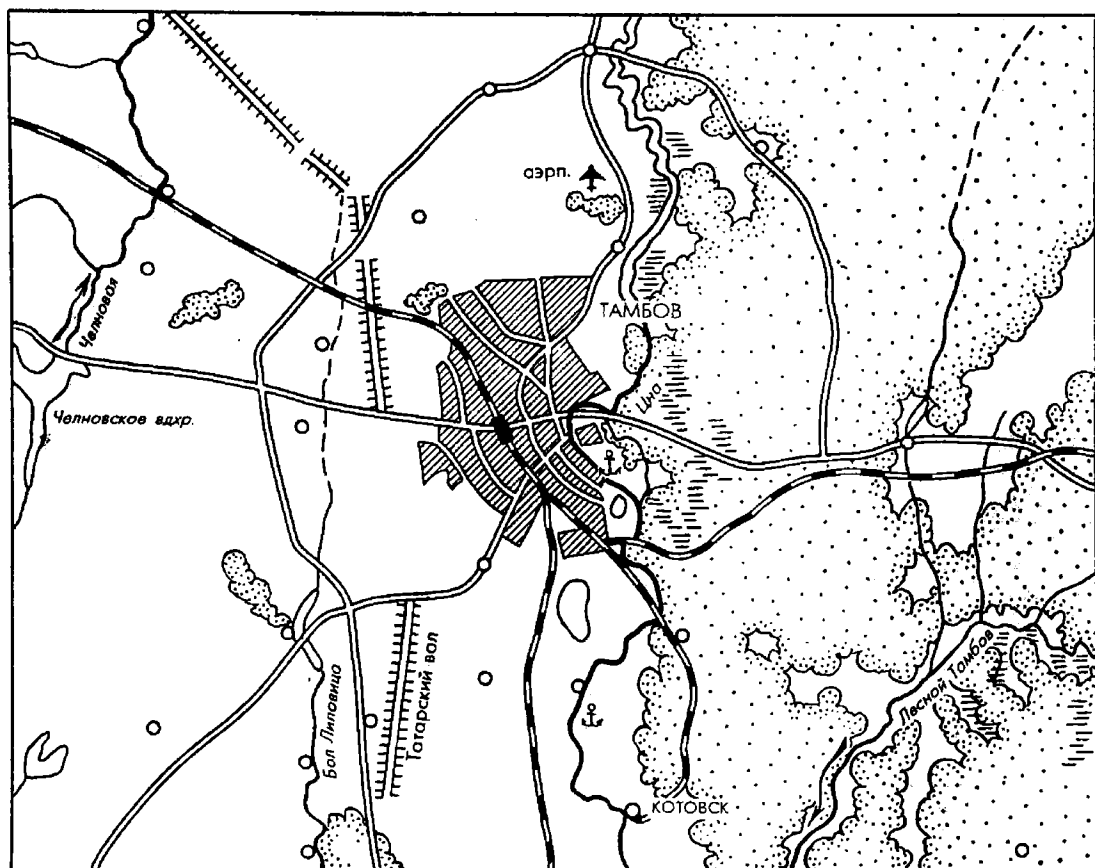 аэрп.
ТАМБОВ
Челновая
Цна
Челновское вдхр.
Лесной Тамбов
Татарский вал
Бол Липовица
КОТОВСК